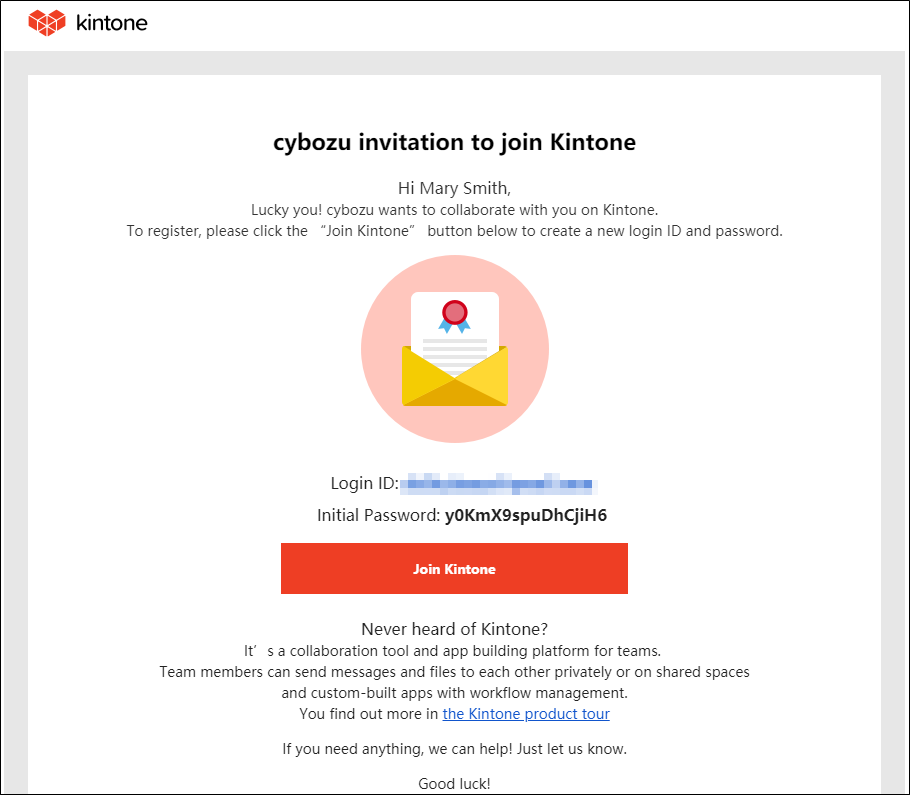 kintone
cybozu invitation to join Kintone
Hi Mary Smith,
Lucky you! cybozu wants to collaborate with you on Kintone.
To register, please click the “Join Kintone” button below to create a new login ID and password.
Login ID:
Initial Password: y0KmX9spuDhCjiH6
Join Kintone
Never heard of Kintone?
It’s a collaboration tool and app building platform for teams.
Team members can send messages and files to each other privately or on shared spaces
and custom-built apps with workflow management.
You find out more in the Kintone product tour
If you need anything, we can help! Just let us know.
Good luck!